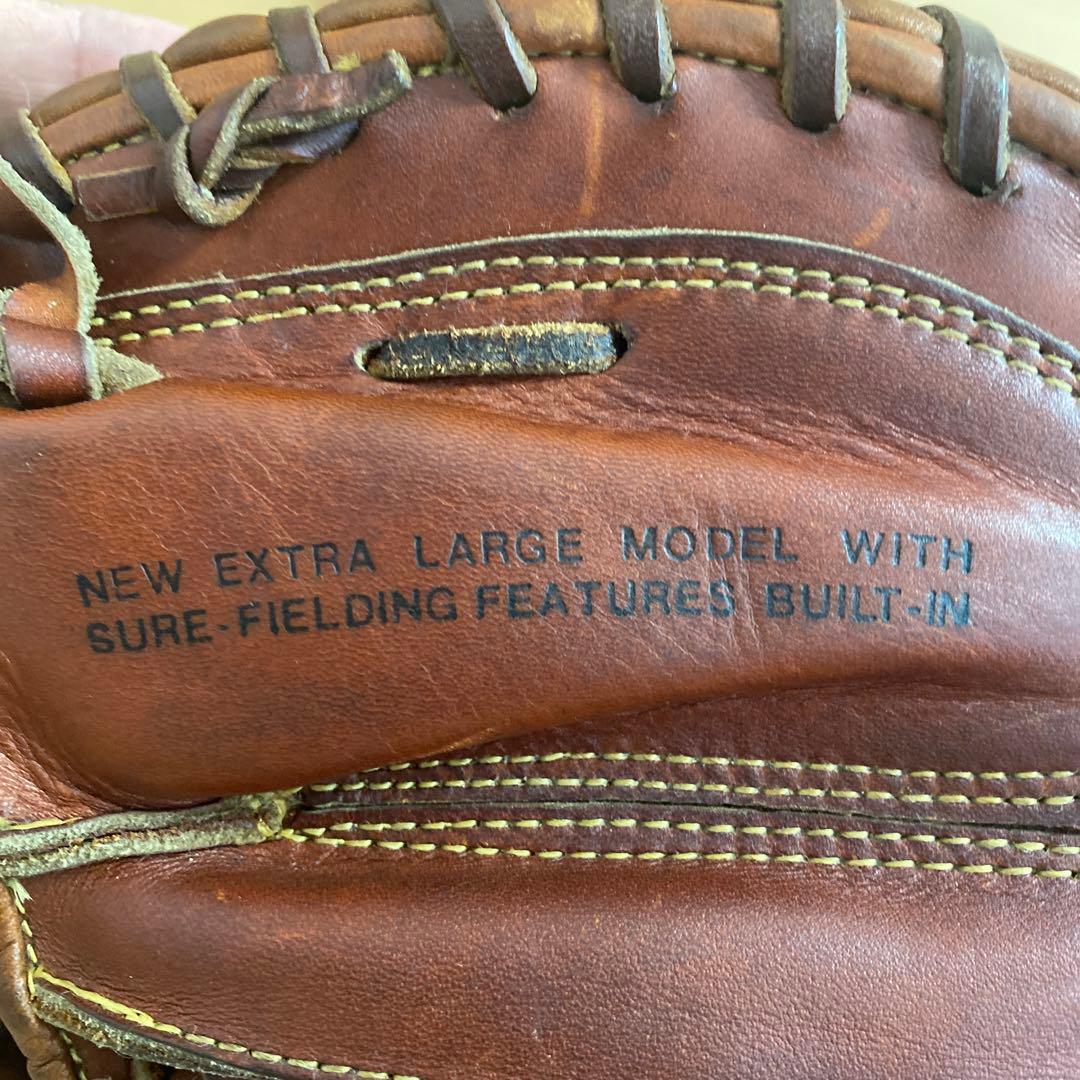 NEW EXTRA LARGE MODEL WITH
SURE-FIELDING FEATURES BUILT-IN